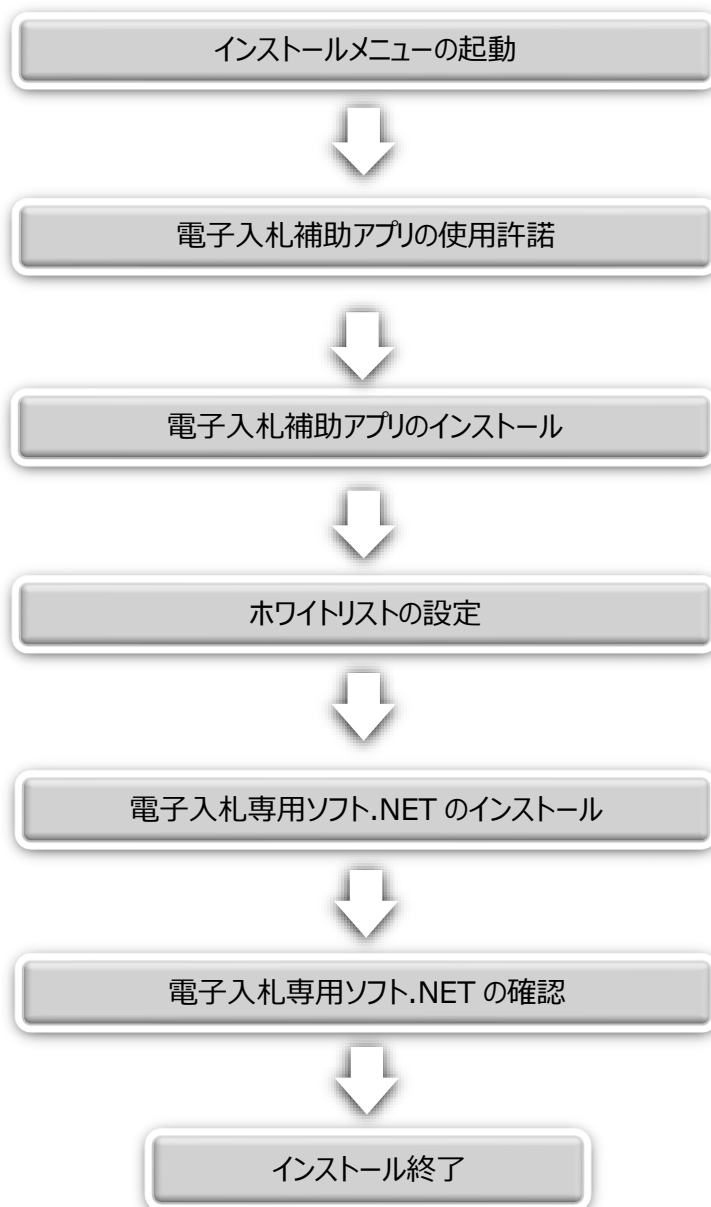 インストールメニューの起動
電子入札補助アプリの使用許諾
電子入札補助アプリのインストール
ホワイトリストの設定
電子入札専用ソフト.NET のインストール
電子入札専用ソフト.NET の確認
インストール終了